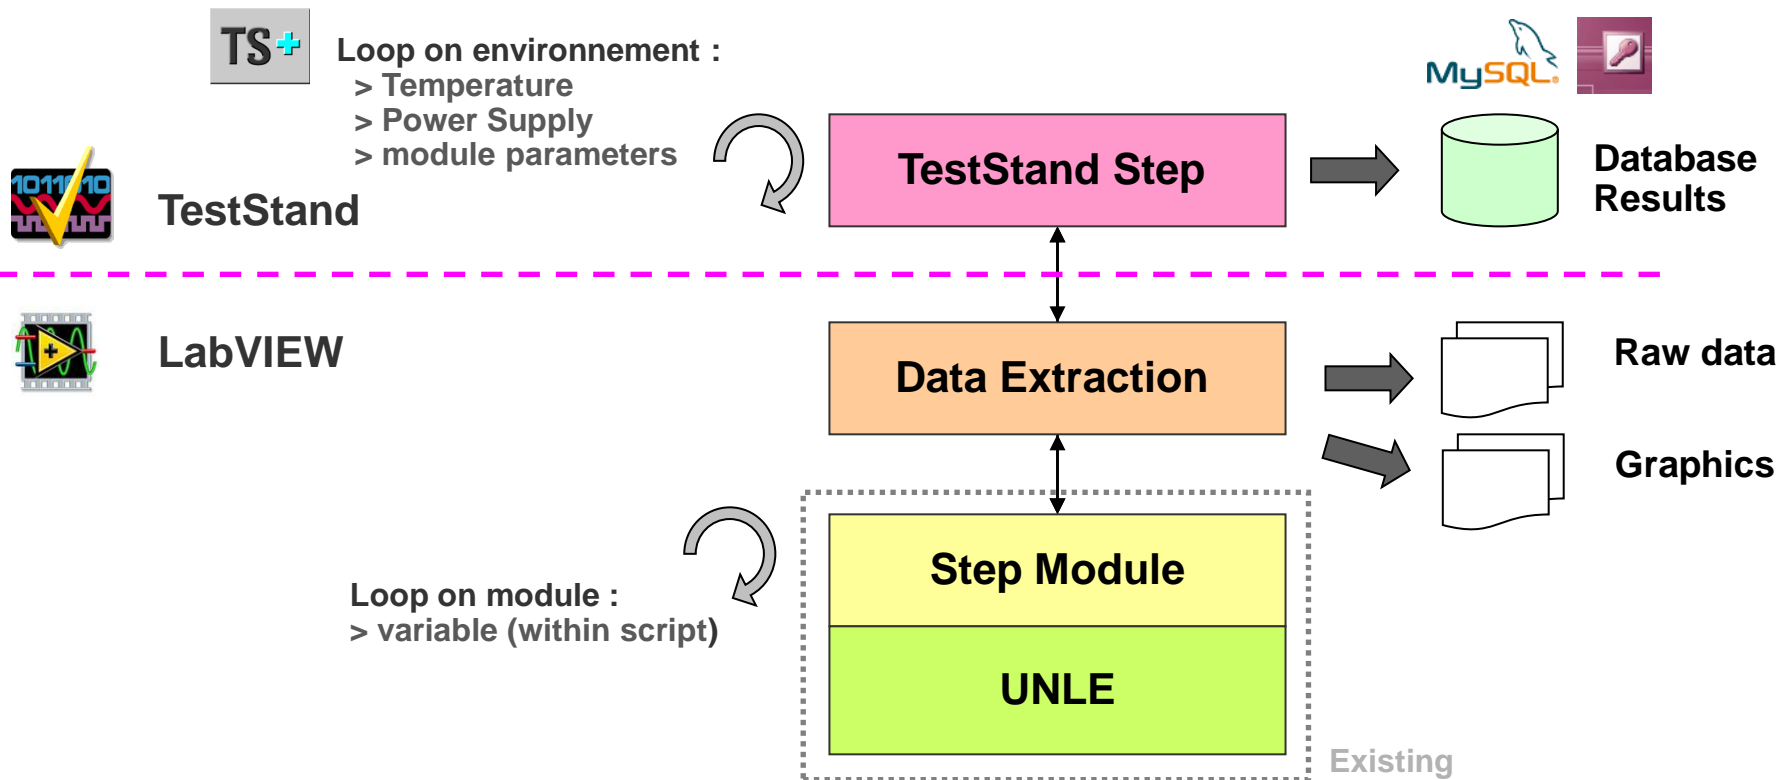 TS+
Loop on environnement :
> Temperature
> Power Supply
> module parameters
MySQL®
TestStand Step
Database
Results
1011010
TestStand
LabVIEW
Data Extraction
Raw data
Graphics
Step Module
Loop on module :
> variable (within script)
UNLE
Existing